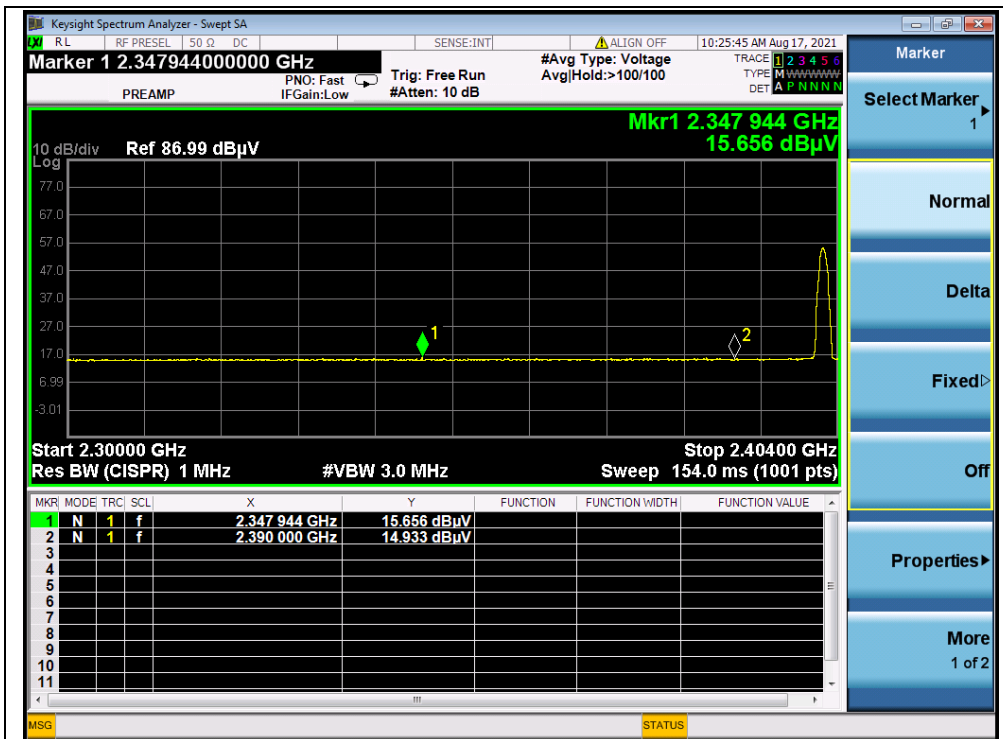 Keysight Spectrum Analyzer - Swept SA
LXI RL RF PRESEL 50 Ω DC SENSE:INT ALIGN OFF 10:25:45 AM Aug 17, 2021
Marker 1 2.347944000000 GHz
PREAMP
PNO: Fast
IFGain:Low
Trig: Free Run
#Atten: 10 dB
#Avg Type: Voltage
Avg|Hold:>100/100
TRACE 1 2 3 4 5 6
TYPE M W W W W W
DET A P N N N N
Mkr1 2.347 944 GHz
15.656 dBµV
10 dB/div Ref 86.99 dBµV
Log
77.0
67.0
57.0
47.0
37.0
27.0
17.0
6.99
-3.01
1
2
Start 2.30000 GHz Stop 2.40400 GHz
Res BW (CISPR) 1 MHz #VBW 3.0 MHz Sweep 154.0 ms (1001 pts)
MKR MODE TRC SCL X Y FUNCTION FUNCTION WIDTH FUNCTION VALUE
1 N 1 f 2.347 944 GHz 15.656 dBµV
2 N 1 f 2.390 000 GHz 14.933 dBµV
3
4
5
6
7
8
9
10
11
MSG STATUS
Marker
Select Marker
1
Normal
Delta
Fixed
Off
Properties
More
1 of 2